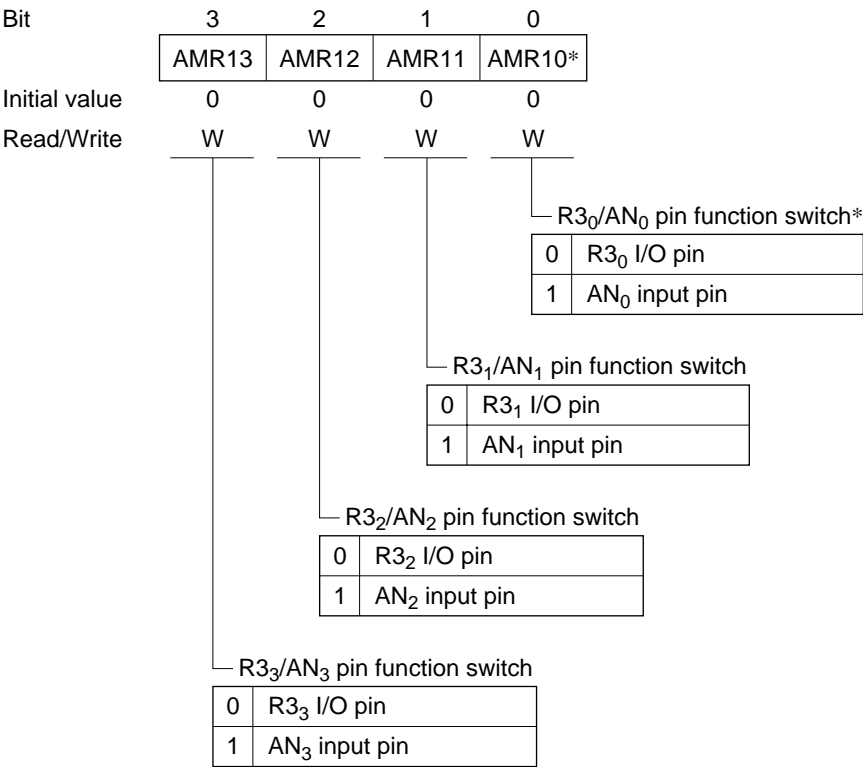 Bit 3 2 1 0
AMR13 AMR12 AMR11 AMR10*
Initial value 0 0 0 0
Read/Write W W W W
R3₀/AN₀ pin function switch*
0 R3₀ I/O pin
1 AN₀ input pin
R3₁/AN₁ pin function switch
0 R3₁ I/O pin
1 AN₁ input pin
R3₂/AN₂ pin function switch
0 R3₂ I/O pin
1 AN₂ input pin
R3₃/AN₃ pin function switch
0 R3₃ I/O pin
1 AN₃ input pin